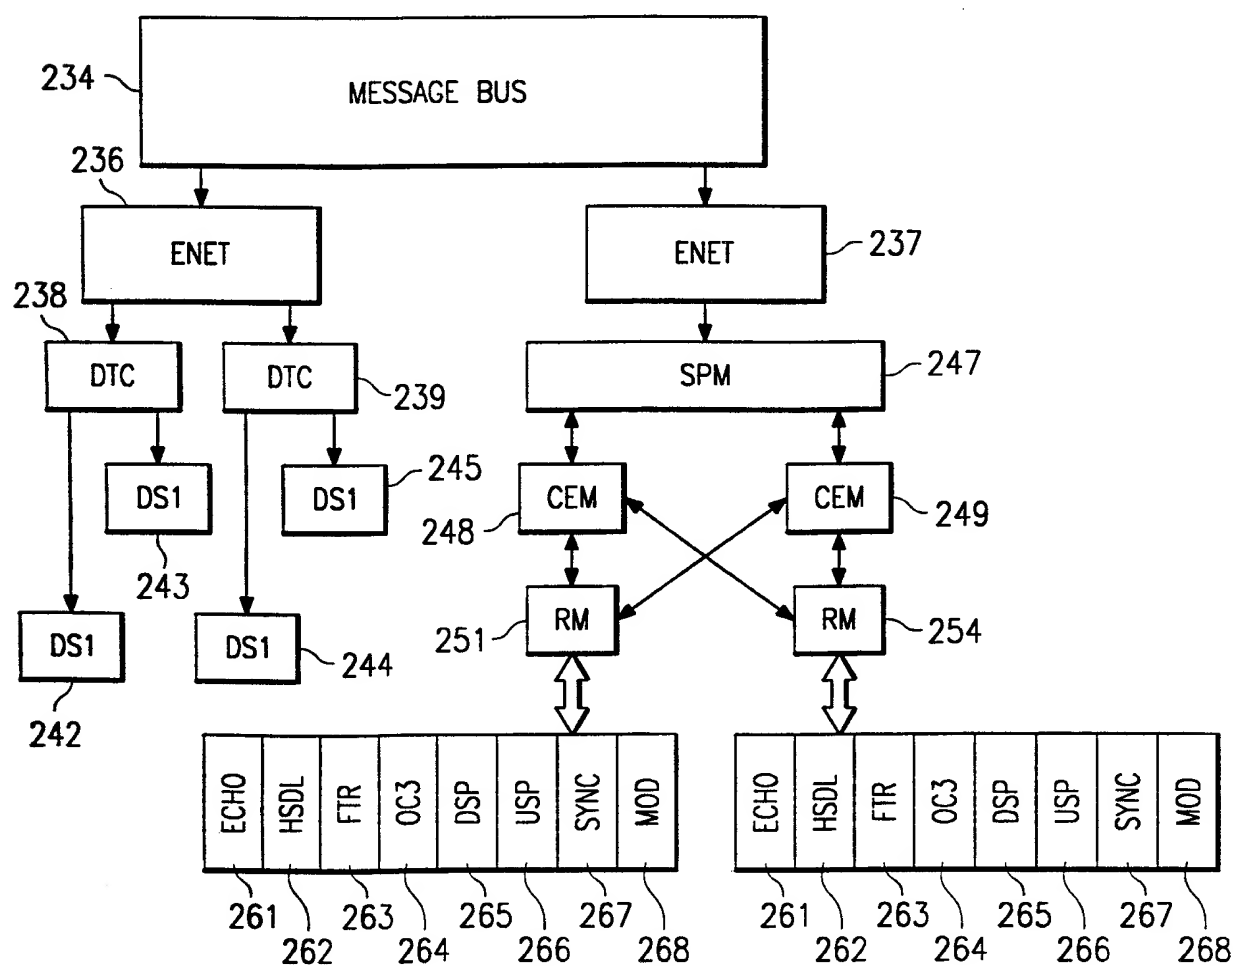 234
MESSAGE BUS
236
ENET
ENET
237
238
DTC
DTC
239
SPM
247
DS1
243
DS1
245
CEM
248
CEM
249
DS1
242
DS1
244
RM
251
RM
254
ECHO HSDL FTR OC3 DSP USP SYNC MOD
261 262 263 264 265 266 267 268
ECHO HSDL FTR OC3 DSP USP SYNC MOD
261 262 263 264 265 266 267 268